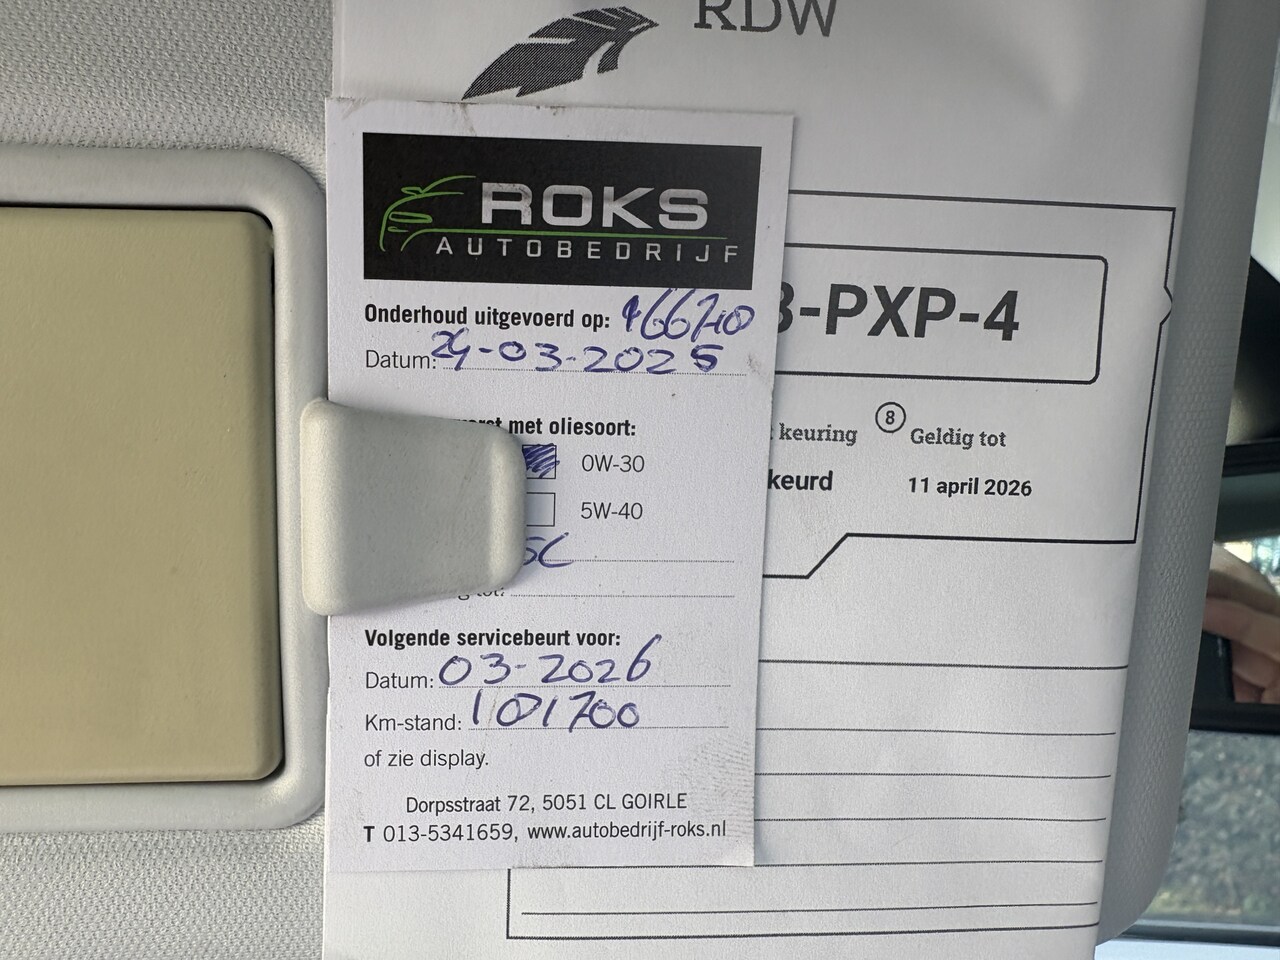 RDW
ROKS
AUTOBEDRIJF
Onderhoud uitgevoerd op:
Datum: 24-03-2025
3-PXP-4
met oliesoort:
keuring
8
Geldig tot
0W-30
keurd
11 april 2026
5W-40
Volgende servicebeurt voor:
Datum: 03-2026
Km-stand: 101700
of zie display.
Dorpsstraat 72, 5051 CL GOIRLE
T 013-5341659, www.autobedrijf-roks.nl